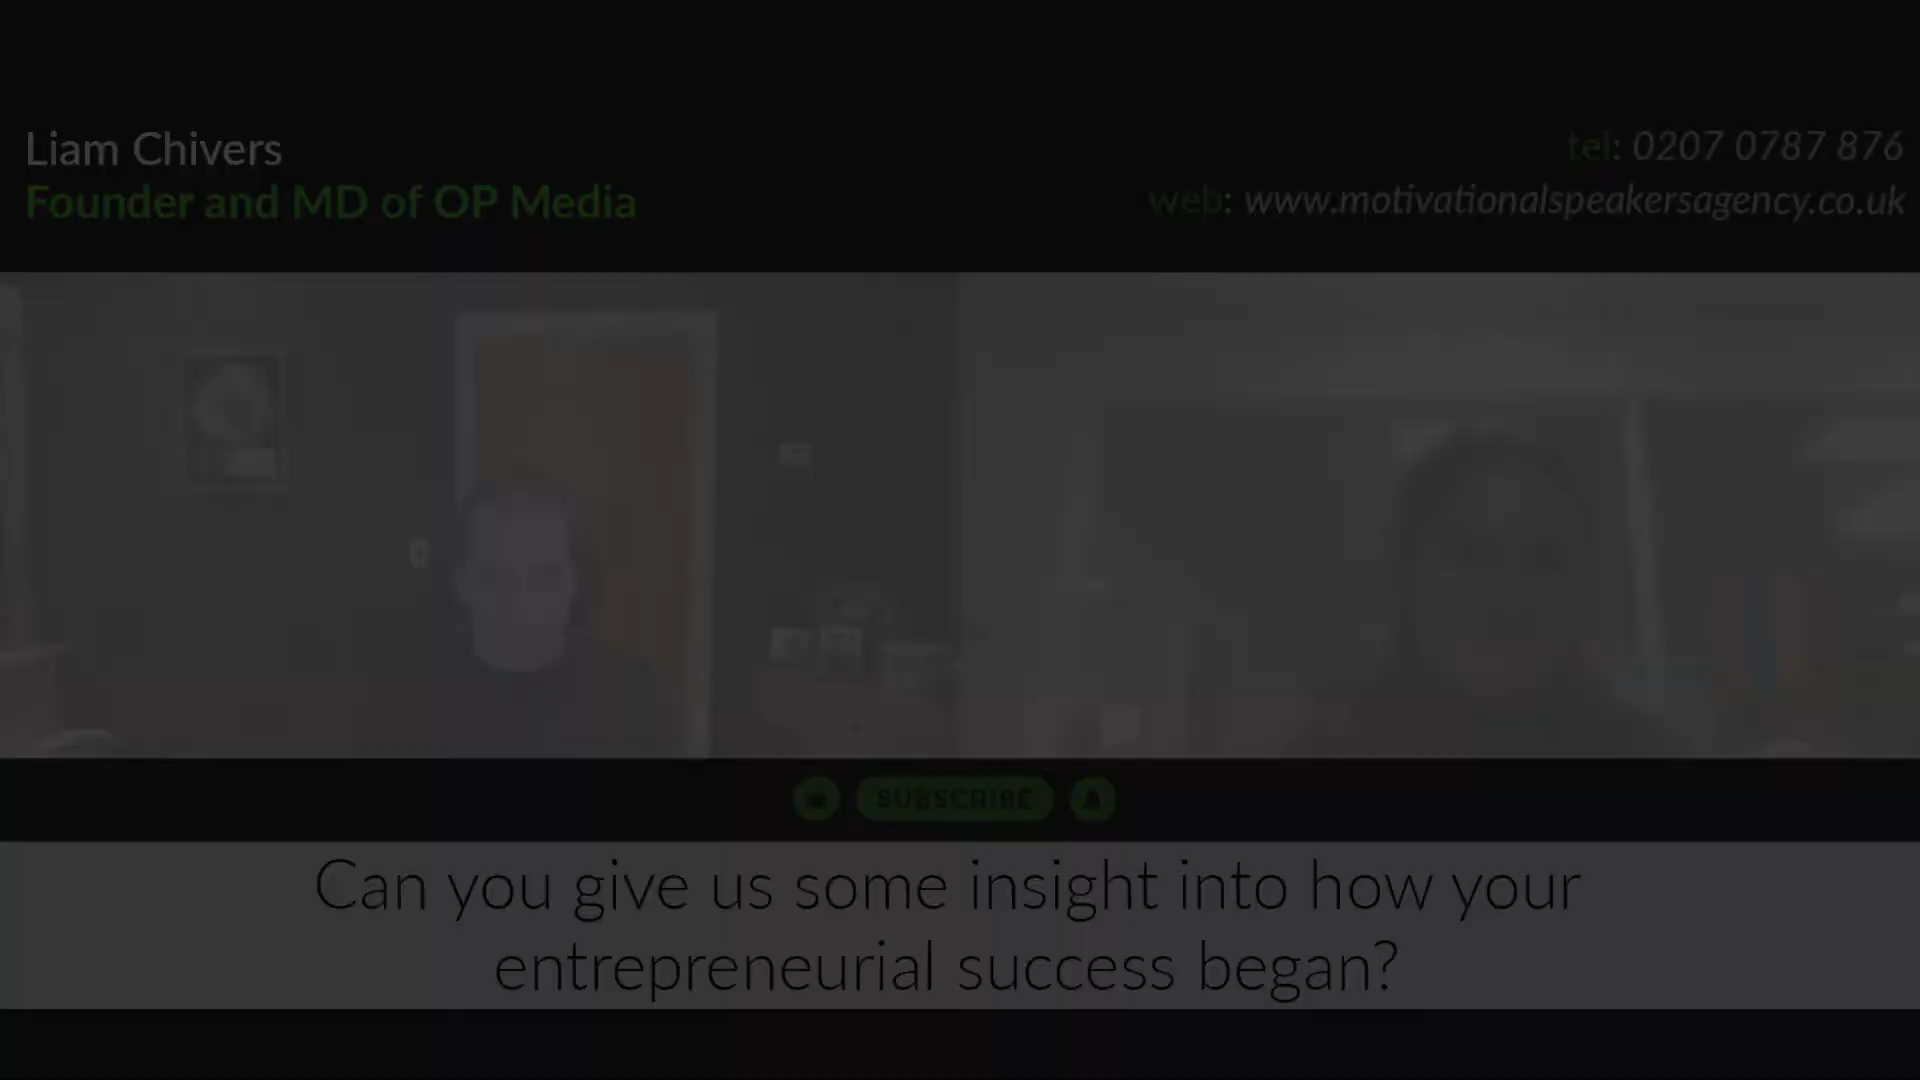 Liam Chivers
Founder and MD of OP Media
tel: 0207 0787 876
web: www.motivationalspeakersagency.co.uk
SUBSCRIBE
Can you give us some insight into how your
entrepreneurial success began?